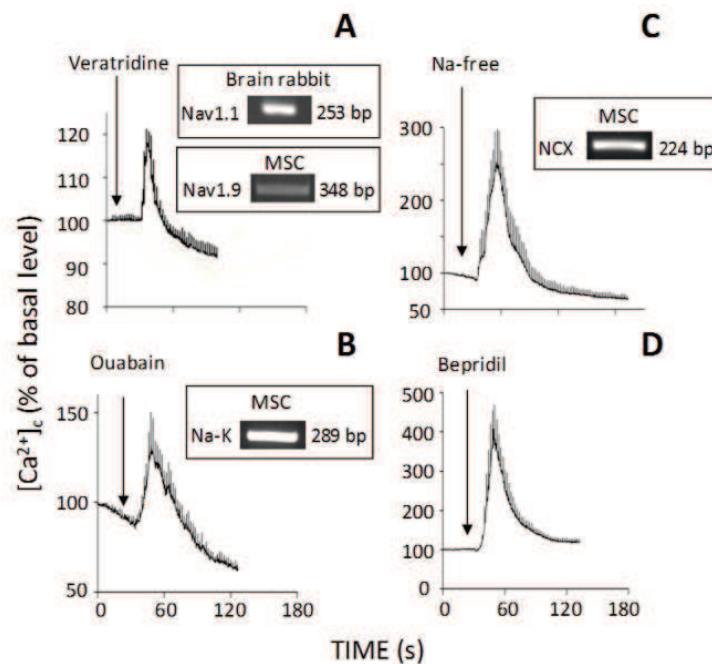 A
Veratridine
Brain rabbit
Nav1.1 253 bp
MSC
Nav1.9 348 bp
120
110
100
90
80
C
Na-free
MSC
NCX 224 bp
300
200
100
50
B
Ouabain
MSC
Na-K 289 bp
150
100
50
0 60 120 180
D
Bepridil
500
400
300
200
100
0
0 60 120 180
[Ca²⁺]c (% of basal level)
TIME (s)